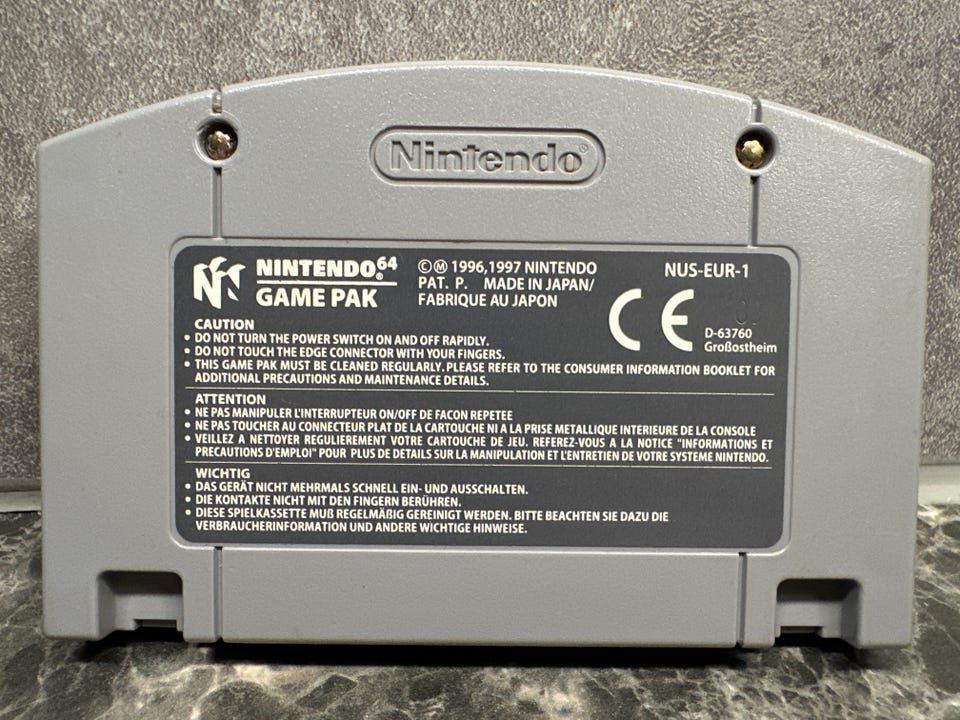 Nintendo®
NINTENDO64®
GAME PAK
©Ⓜ 1996,1997 NINTENDO
PAT. P. MADE IN JAPAN/
FABRIQUE AU JAPON
NUS-EUR-1
CE
D-63760
Großostheim
CAUTION
• DO NOT TURN THE POWER SWITCH ON AND OFF RAPIDLY.
• DO NOT TOUCH THE EDGE CONNECTOR WITH YOUR FINGERS.
• THIS GAME PAK MUST BE CLEANED REGULARLY. PLEASE REFER TO THE CONSUMER INFORMATION BOOKLET FOR
ADDITIONAL PRECAUTIONS AND MAINTENANCE DETAILS.
ATTENTION
• NE PAS MANIPULER L'INTERRUPTEUR ON/OFF DE FACON REPETEE
• NE PAS TOUCHER AU CONNECTEUR PLAT DE LA CARTOUCHE NI A LA PRISE METALLIQUE INTERIEURE DE LA CONSOLE
• VEILLEZ A NETTOYER REGULIEREMENT VOTRE CARTOUCHE DE JEU. REFEREZ-VOUS A LA NOTICE "INFORMATIONS ET
PRECAUTIONS D'EMPLOI" POUR PLUS DE DETAILS SUR LA MANIPULATION ET L'ENTRETIEN DE VOTRE SYSTEME NINTENDO.
WICHTIG
• DAS GERÄT NICHT MEHRMALS SCHNELL EIN- UND AUSSCHALTEN.
• DIE KONTAKTE NICHT MIT DEN FINGERN BERÜHREN.
• DIESE SPIELKASSETTE MUß REGELMÄßIG GEREINIGT WERDEN. BITTE BEACHTEN SIE DAZU DIE
VERBRAUCHERINFORMATION UND ANDERE WICHTIGE HINWEISE.